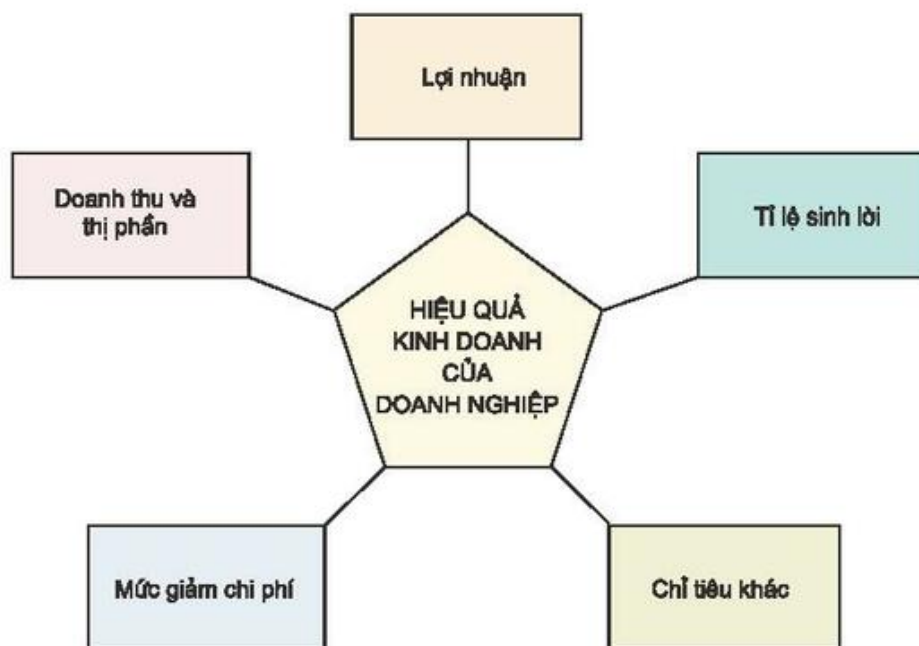 Lợi nhuận
Doanh thu và
thị phần
Tỉ lệ sinh lời
HIỆU QUẢ
KINH DOANH
CỦA
DOANH NGHIỆP
Mức giảm chi phí
Chỉ tiêu khác